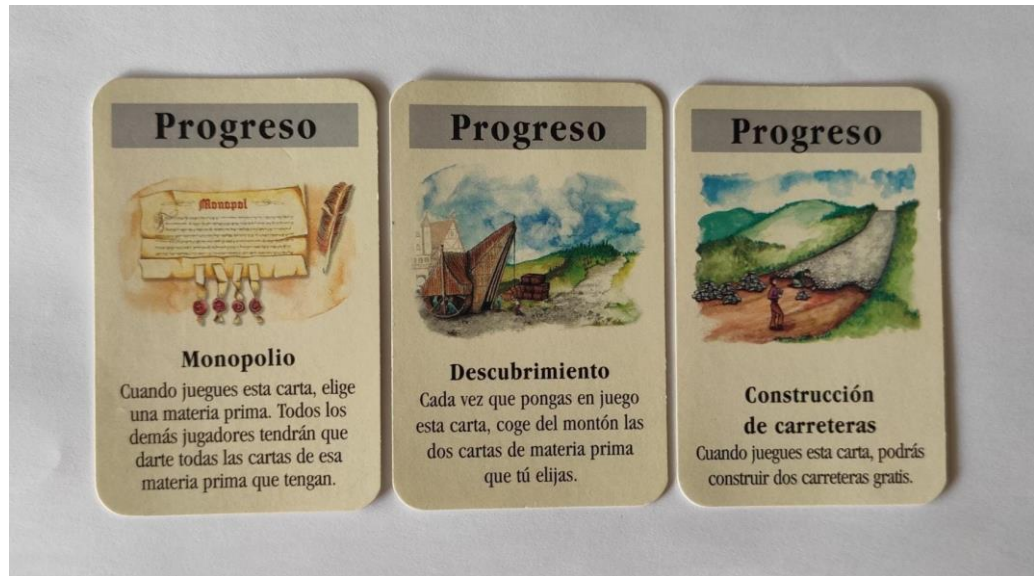 Progreso
Monopol
Monopolio
Cuando juegues esta carta, elige
una materia prima. Todos los
demás jugadores tendrán que
darte todas las cartas de esa
materia prima que tengan.
Progreso
Descubrimiento
Cada vez que pongas en juego
esta carta, coge del montón las
dos cartas de materia prima
que tú elijas.
Progreso
Construcción
de carreteras
Cuando juegues esta carta, podrás
construir dos carreteras gratis.